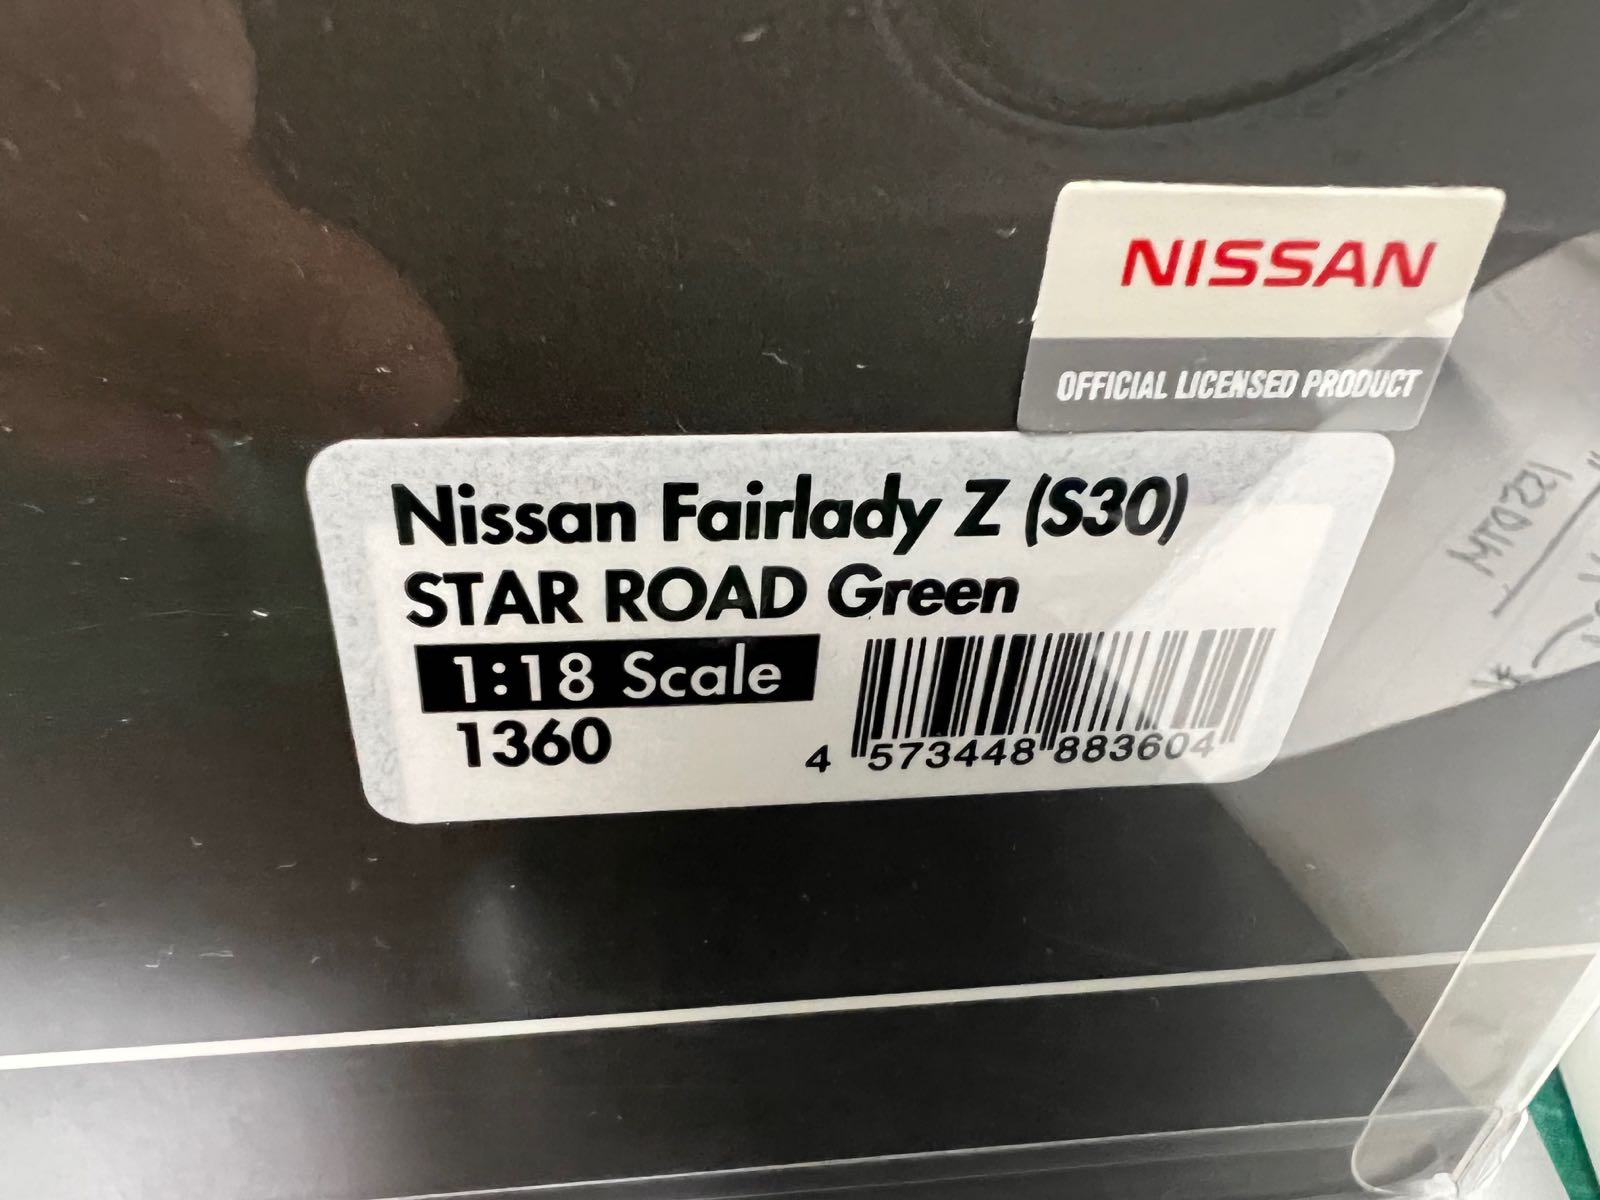 NISSAN
OFFICIAL LICENSED PRODUCT
Nissan Fairlady Z (S30)
STAR ROAD Green
1:18 Scale
1360
4 573448 883604